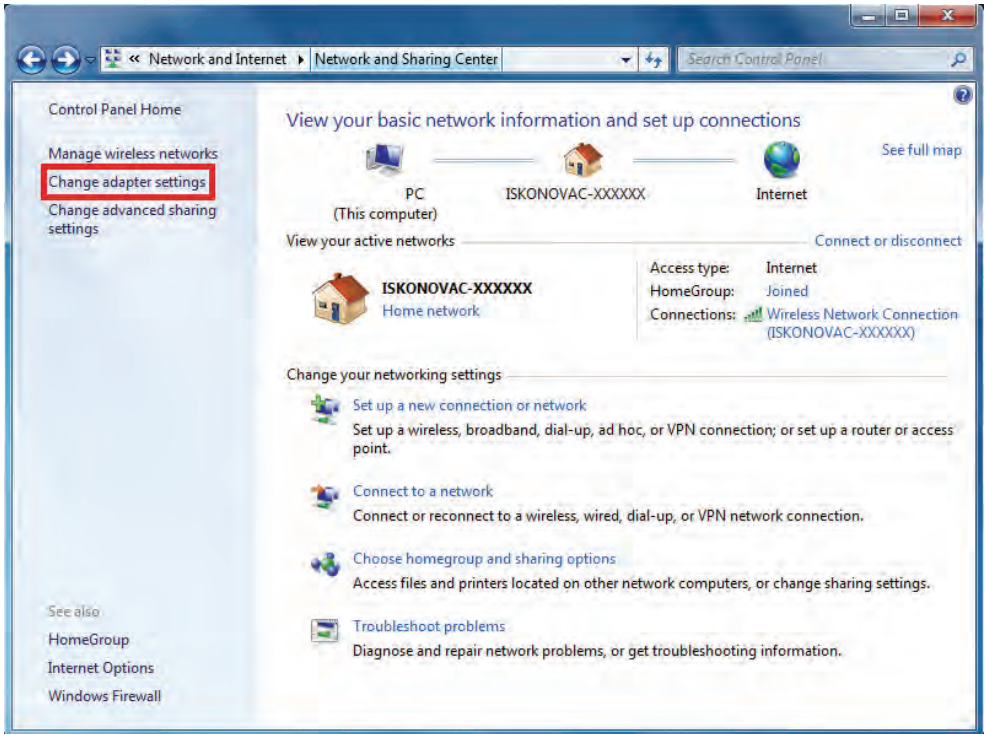 « Network and Internet ▸ Network and Sharing Center
Search Control Panel
Control Panel Home
Manage wireless networks
Change adapter settings
Change advanced sharing
settings
See also
HomeGroup
Internet Options
Windows Firewall
View your basic network information and set up connections
See full map
PC
(This computer)
ISKONOVAC-XXXXXX
Internet
View your active networks
Connect or disconnect
ISKONOVAC-XXXXXX
Home network
Access type: Internet
HomeGroup: Joined
Connections: Wireless Network Connection
(ISKONOVAC-XXXXXX)
Change your networking settings
Set up a new connection or network
Set up a wireless, broadband, dial-up, ad hoc, or VPN connection; or set up a router or access
point.
Connect to a network
Connect or reconnect to a wireless, wired, dial-up, or VPN network connection.
Choose homegroup and sharing options
Access files and printers located on other network computers, or change sharing settings.
Troubleshoot problems
Diagnose and repair network problems, or get troubleshooting information.